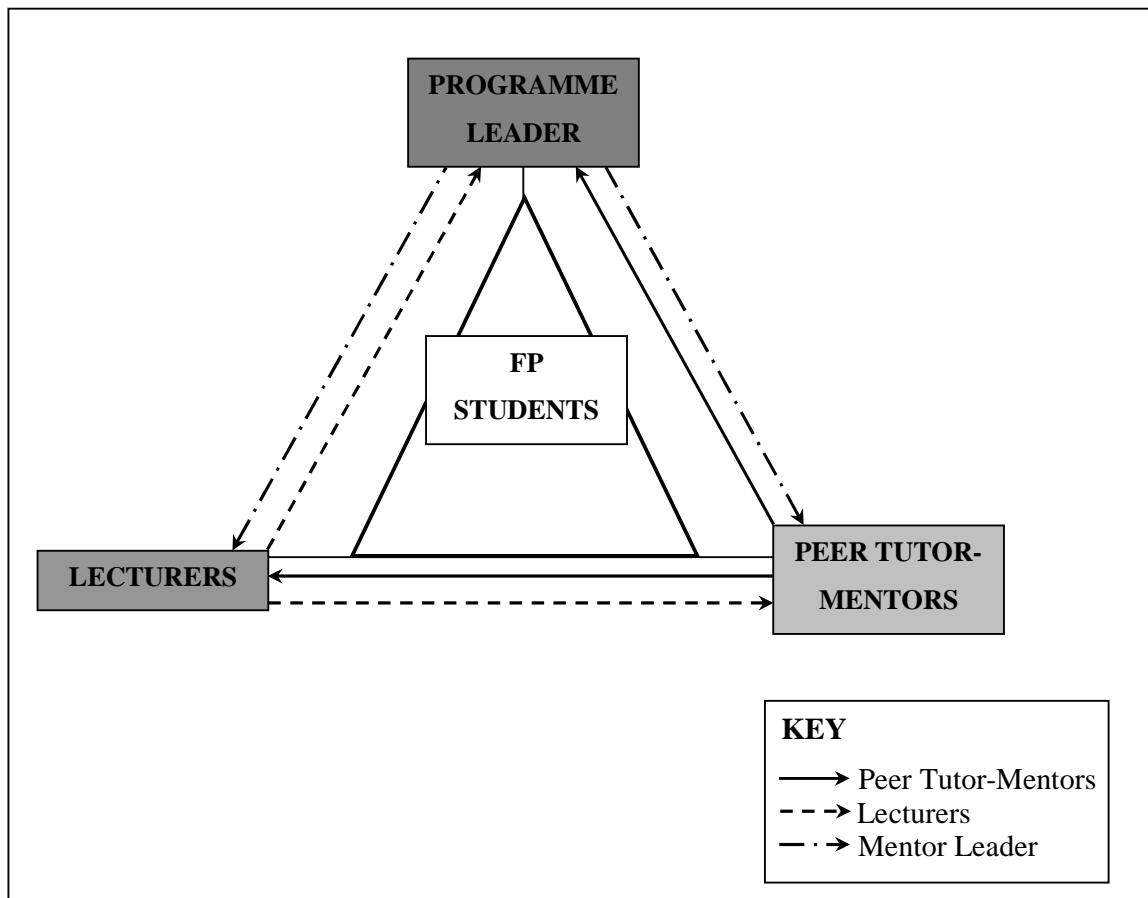 PROGRAMME
LEADER
FP
STUDENTS
LECTURERS
PEER TUTOR-
MENTORS
KEY
Peer Tutor-Mentors
Lecturers
Mentor Leader